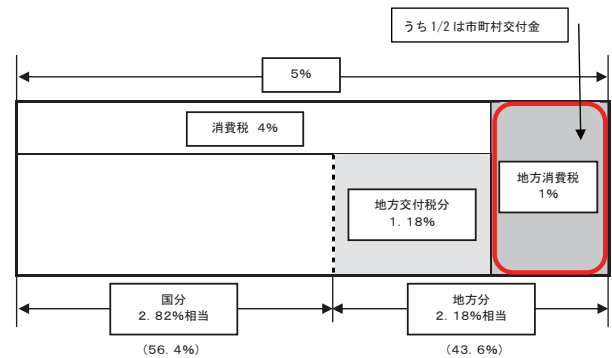 うち 1/2 は市町村交付金
5%
消費税 4%
地方消費税
1%
地方交付税分
1. 18%
国分
2. 82%相当
地方分
2. 18%相当
(56. 4%)
(43. 6%)